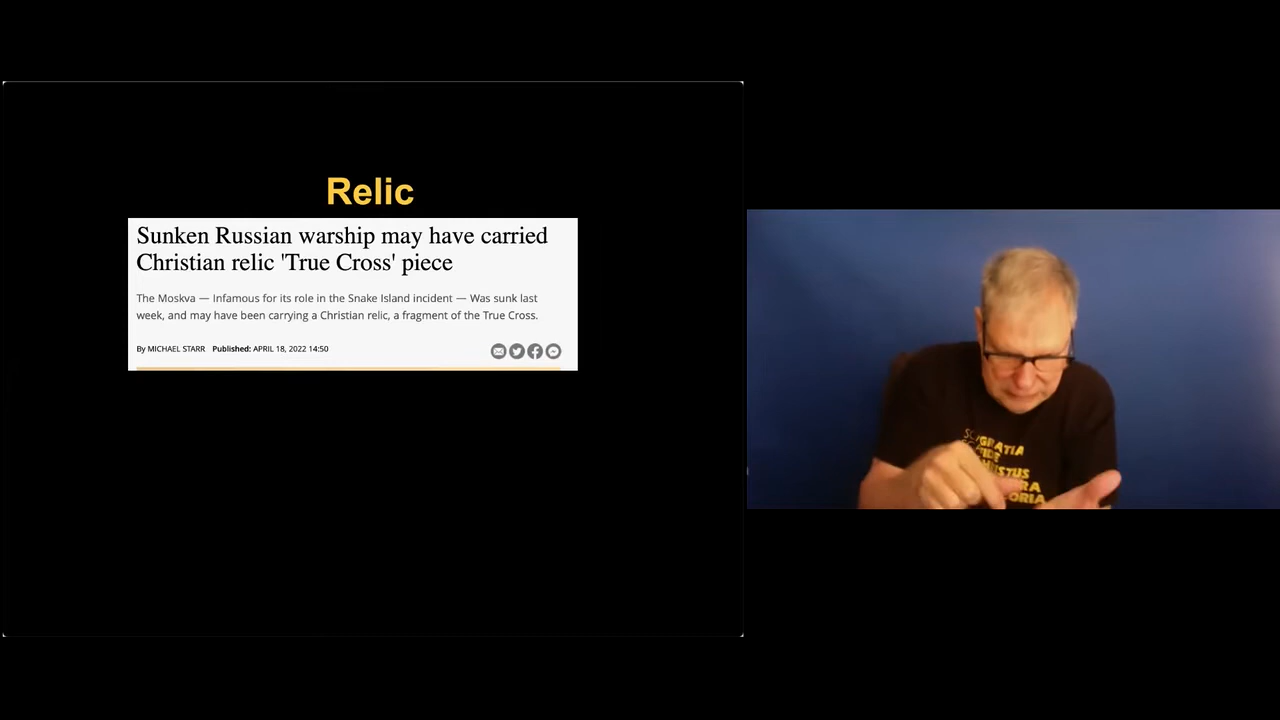 Relic
Sunken Russian warship may have carried
Christian relic 'True Cross' piece
The Moskva — Infamous for its role in the Snake Island incident — Was sunk last
week, and may have been carrying a Christian relic, a fragment of the True Cross.
By MICHAEL STARR Published: APRIL 18, 2022 14:50